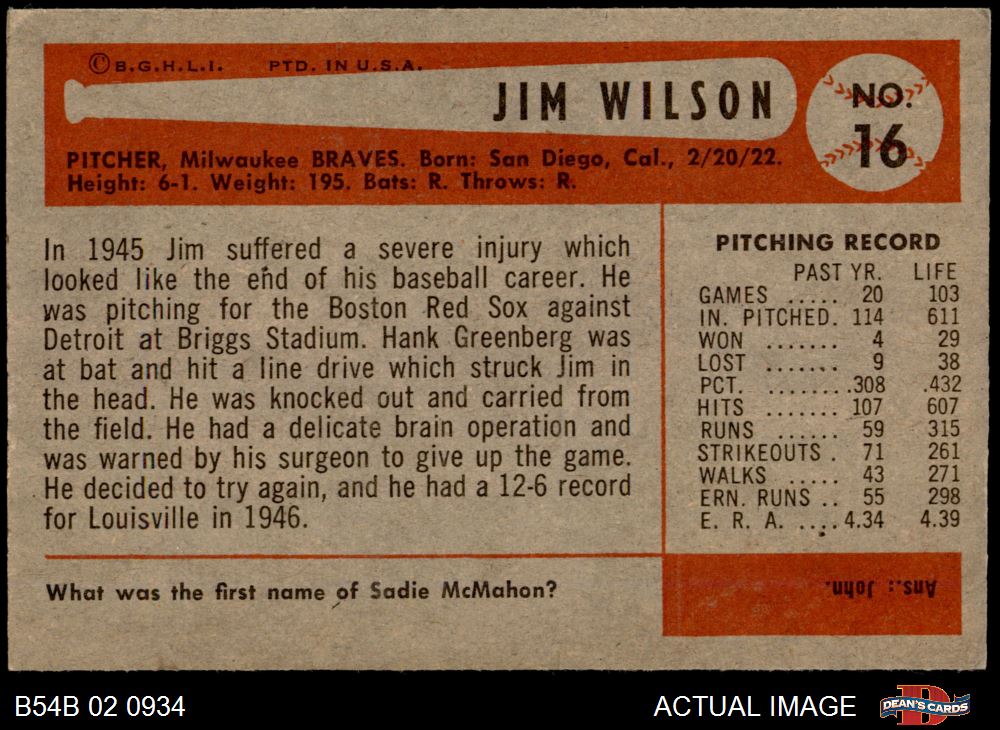 © B.G.H.L.I. PTD. IN U.S.A.
JIM WILSON
NO.
16
PITCHER, Milwaukee BRAVES. Born: San Diego, Cal., 2/20/22.
Height: 6-1. Weight: 195. Bats: R. Throws: R.
In 1945 Jim suffered a severe injury which
looked like the end of his baseball career. He
was pitching for the Boston Red Sox against
Detroit at Briggs Stadium. Hank Greenberg was
at bat and hit a line drive which struck Jim in
the head. He was knocked out and carried from
the field. He had a delicate brain operation and
was warned by his surgeon to give up the game.
He decided to try again, and he had a 12-6 record
for Louisville in 1946.
PITCHING RECORD
PAST YR. LIFE
GAMES ..... 20 103
IN. PITCHED. 114 611
WON ....... 4 29
LOST ....... 9 38
PCT. ........308 .432
HITS ....... 107 607
RUNS ...... 59 315
STRIKEOUTS . 71 261
WALKS ..... 43 271
ERN. RUNS .. 55 298
E. R. A. .... 4.34 4.39
What was the first name of Sadie McMahon?
Ans.: John.
B54B 02 0934
ACTUAL IMAGE
D
DEAN'S CARDS